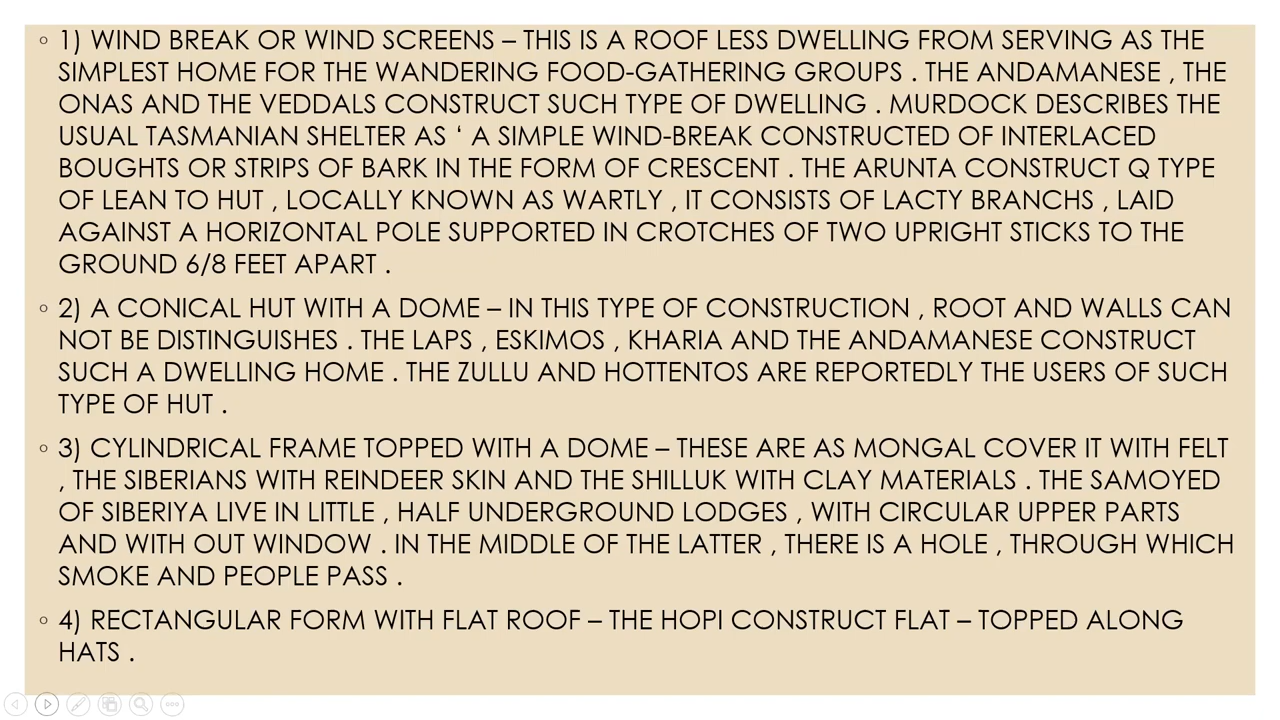 ◦ 1) WIND BREAK OR WIND SCREENS – THIS IS A ROOF LESS DWELLING FROM SERVING AS THE
SIMPLEST HOME FOR THE WANDERING FOOD-GATHERING GROUPS . THE ANDAMANESE , THE
ONAS AND THE VEDDALS CONSTRUCT SUCH TYPE OF DWELLING . MURDOCK DESCRIBES THE
USUAL TASMANIAN SHELTER AS ‘ A SIMPLE WIND-BREAK CONSTRUCTED OF INTERLACED
BOUGHTS OR STRIPS OF BARK IN THE FORM OF CRESCENT . THE ARUNTA CONSTRUCT Q TYPE
OF LEAN TO HUT , LOCALLY KNOWN AS WARTLY , IT CONSISTS OF LACTY BRANCHS , LAID
AGAINST A HORIZONTAL POLE SUPPORTED IN CROTCHES OF TWO UPRIGHT STICKS TO THE
GROUND 6/8 FEET APART .
◦ 2) A CONICAL HUT WITH A DOME – IN THIS TYPE OF CONSTRUCTION , ROOT AND WALLS CAN
NOT BE DISTINGUISHES . THE LAPS , ESKIMOS , KHARIA AND THE ANDAMANESE CONSTRUCT
SUCH A DWELLING HOME . THE ZULLU AND HOTTENTOS ARE REPORTEDLY THE USERS OF SUCH
TYPE OF HUT .
◦ 3) CYLINDRICAL FRAME TOPPED WITH A DOME – THESE ARE AS MONGAL COVER IT WITH FELT
, THE SIBERIANS WITH REINDEER SKIN AND THE SHILLUK WITH CLAY MATERIALS . THE SAMOYED
OF SIBERIYA LIVE IN LITTLE , HALF UNDERGROUND LODGES , WITH CIRCULAR UPPER PARTS
AND WITH OUT WINDOW . IN THE MIDDLE OF THE LATTER , THERE IS A HOLE , THROUGH WHICH
SMOKE AND PEOPLE PASS .
◦ 4) RECTANGULAR FORM WITH FLAT ROOF – THE HOPI CONSTRUCT FLAT – TOPPED ALONG
HATS .